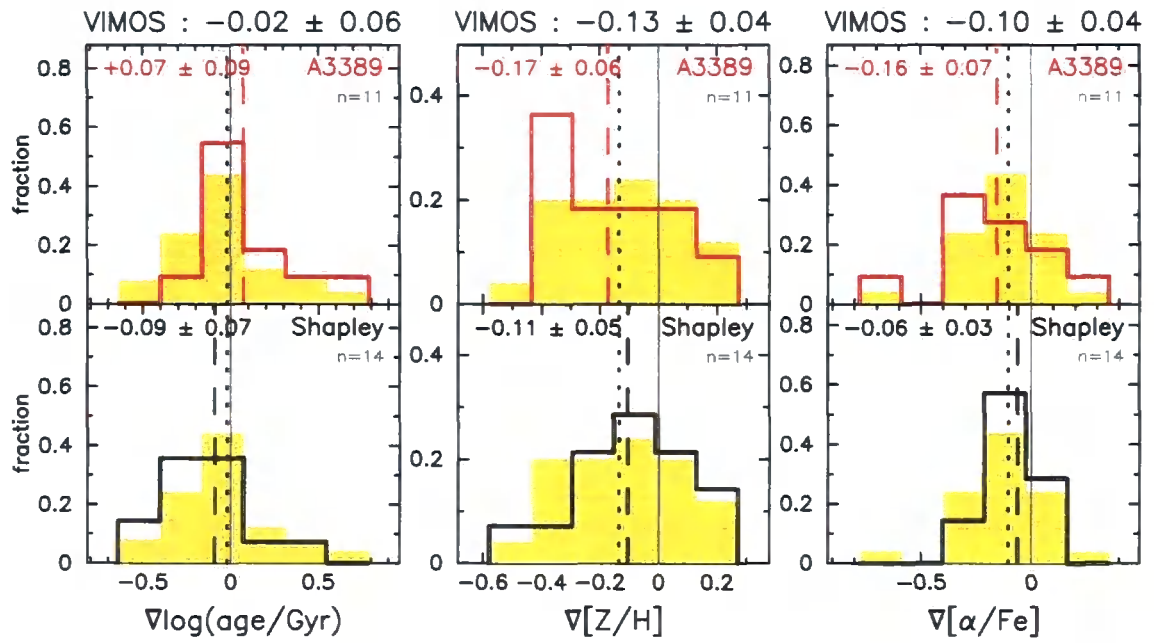 VIMOS : −0.02 ± 0.06
VIMOS : −0.13 ± 0.04
VIMOS : −0.10 ± 0.04
+0.07 ± 0.09 A3389
n=11
−0.17 ± 0.06 A3389
n=11
−0.16 ± 0.07 A3389
n=11
fraction
0.8
0.6
0.4
0.2
0
0.4
0.2
0
0.8
0.6
0.4
0.2
0
−0.09 ± 0.07 Shapley
n=14
−0.11 ± 0.05 Shapley
n=14
−0.06 ± 0.03 Shapley
n=14
fraction
0.8
0.6
0.4
0.2
0
0.4
0.2
0
0.8
0.6
0.4
0.2
0
−0.5 0 0.5
−0.6 −0.4 −0.2 0 0.2
−0.5 0
∇log(age/Gyr)
∇[Z/H]
∇[α/Fe]